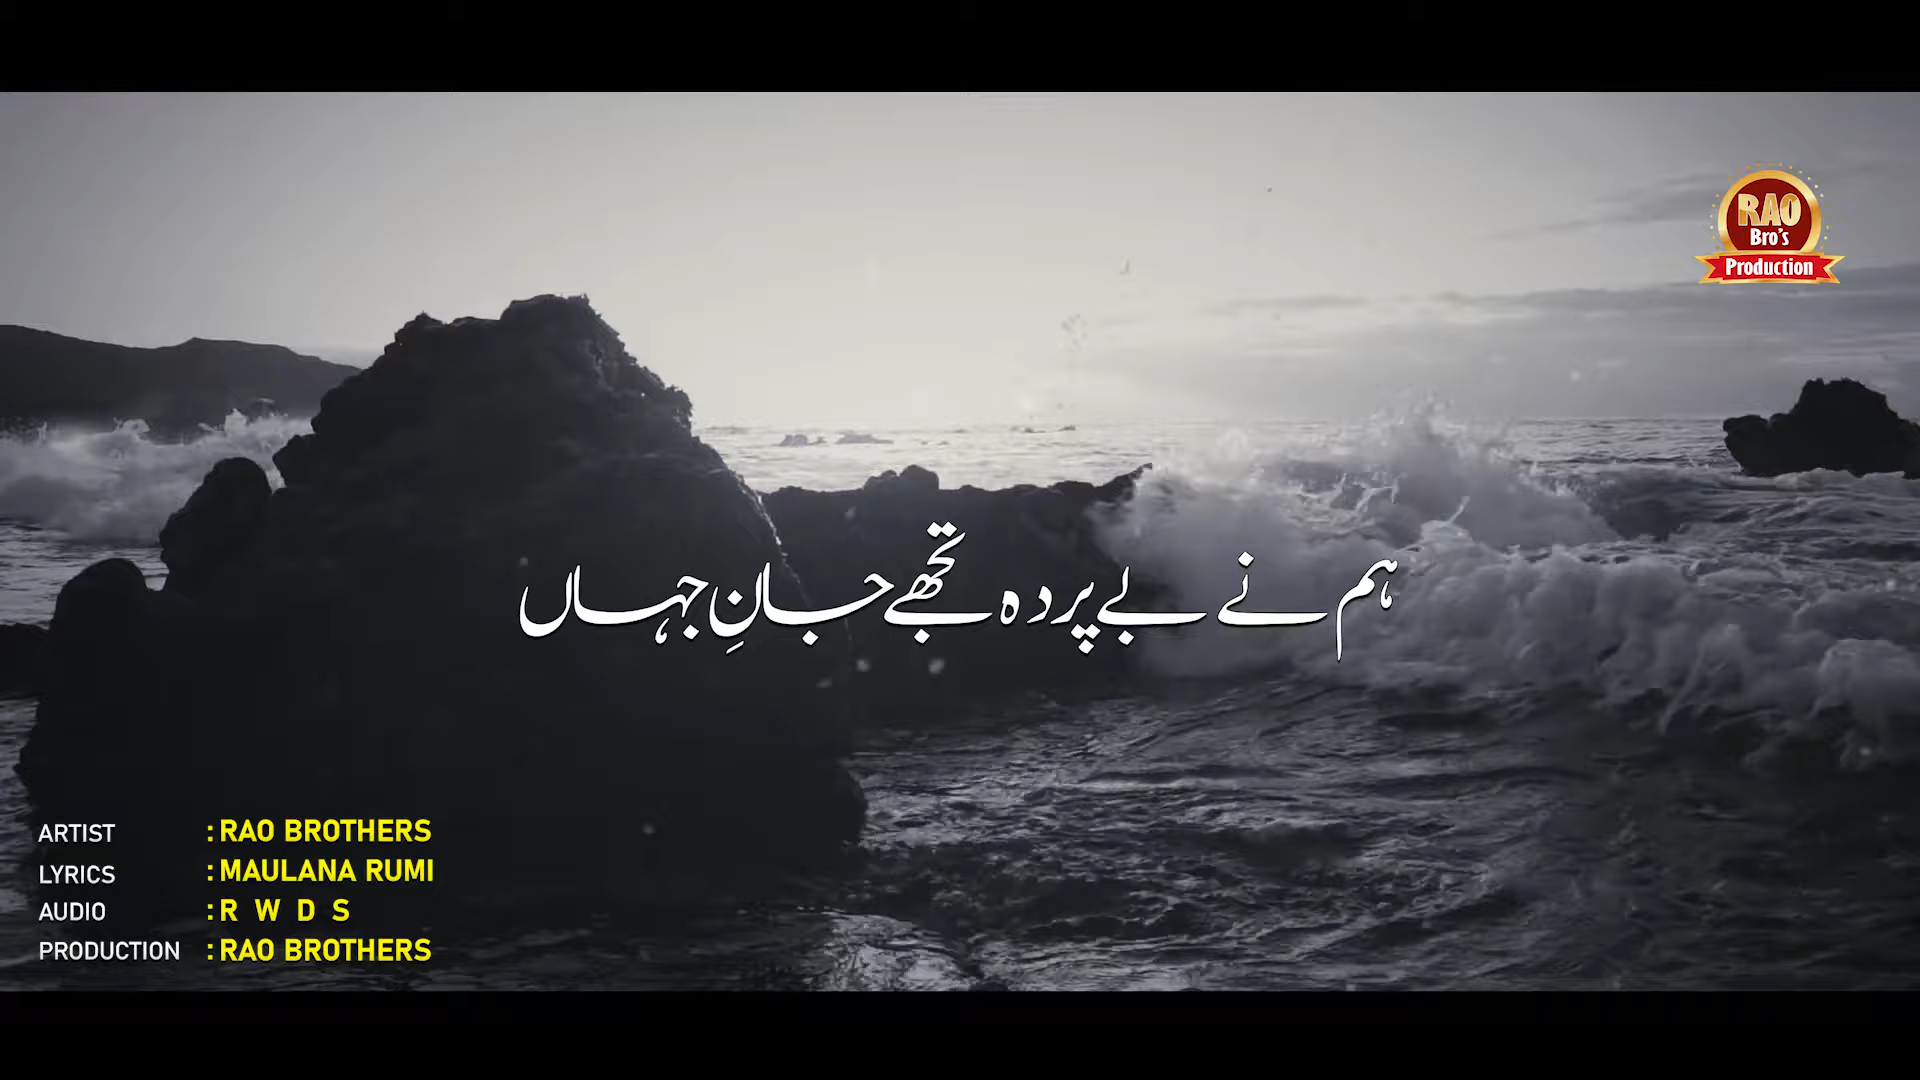 RAO
Bro's
Production
ہم نے بے پردہ تجھے جانِ جہاں
ARTIST : RAO BROTHERS
LYRICS : MAULANA RUMI
AUDIO : R W D S
PRODUCTION : RAO BROTHERS